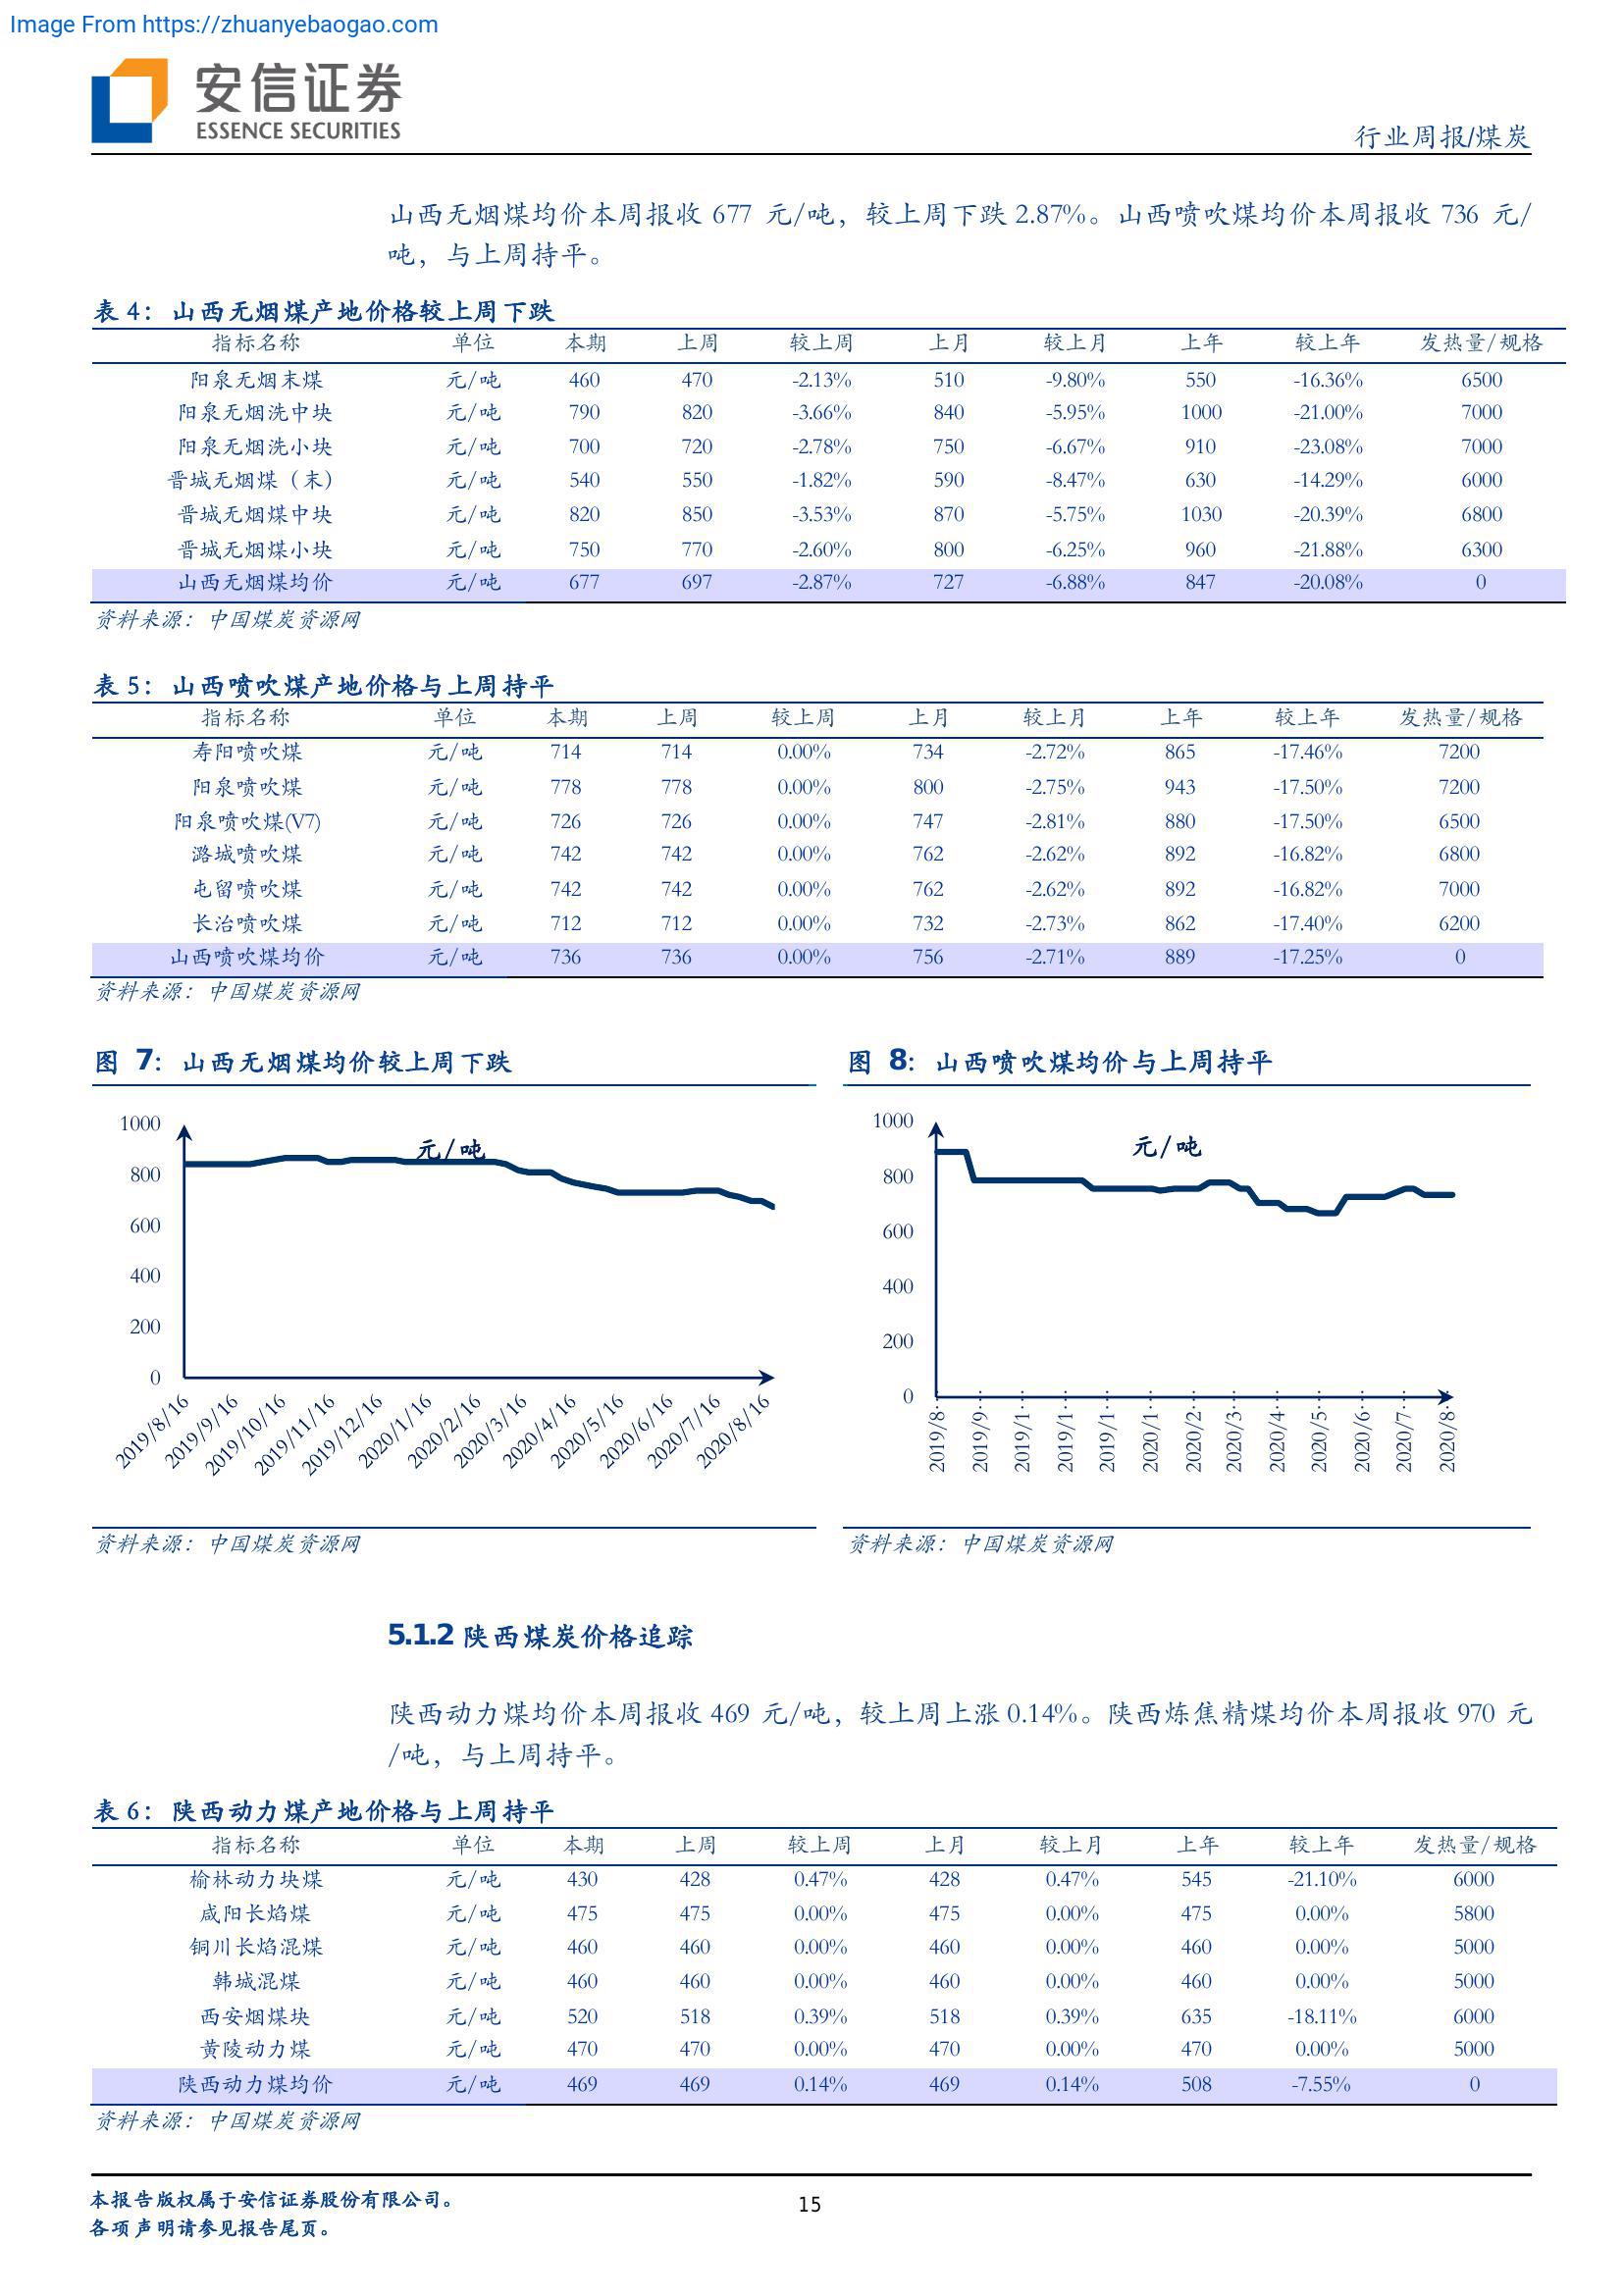 Image From https://zhuanyebaogao.com
安信证券
ESSENCE SECURITIES
行业周报/煤炭
山西无烟煤均价本周报收 677 元/吨，较上周下跌 2.87%。山西喷吹煤均价本周报收 736 元/
吨，与上周持平。
表 4：山西无烟煤产地价格较上周下跌
指标名称 单位 本期 上周 较上周 上月 较上月 上年 较上年 发热量/规格
阳泉无烟末煤 元/吨 460 470 -2.13% 510 -9.80% 550 -16.36% 6500
阳泉无烟洗中块 元/吨 790 820 -3.66% 840 -5.95% 1000 -21.00% 7000
阳泉无烟洗小块 元/吨 700 720 -2.78% 750 -6.67% 910 -23.08% 7000
晋城无烟煤（末） 元/吨 540 550 -1.82% 590 -8.47% 630 -14.29% 6000
晋城无烟煤中块 元/吨 820 850 -3.53% 870 -5.75% 1030 -20.39% 6800
晋城无烟煤小块 元/吨 750 770 -2.60% 800 -6.25% 960 -21.88% 6300
山西无烟煤均价 元/吨 677 697 -2.87% 727 -6.88% 847 -20.08% 0
资料来源：中国煤炭资源网
表 5：山西喷吹煤产地价格与上周持平
指标名称 单位 本期 上周 较上周 上月 较上月 上年 较上年 发热量/规格
寿阳喷吹煤 元/吨 714 714 0.00% 734 -2.72% 865 -17.46% 7200
阳泉喷吹煤 元/吨 778 778 0.00% 800 -2.75% 943 -17.50% 7200
阳泉喷吹煤(V7) 元/吨 726 726 0.00% 747 -2.81% 880 -17.50% 6500
潞城喷吹煤 元/吨 742 742 0.00% 762 -2.62% 892 -16.82% 6800
屯留喷吹煤 元/吨 742 742 0.00% 762 -2.62% 892 -16.82% 7000
长治喷吹煤 元/吨 712 712 0.00% 732 -2.73% 862 -17.40% 6200
山西喷吹煤均价 元/吨 736 736 0.00% 756 -2.71% 889 -17.25% 0
资料来源：中国煤炭资源网
图 7：山西无烟煤均价较上周下跌
元/吨
1000
800
600
400
200
0
2019/8/16 2019/9/16 2019/10/16 2019/11/16 2019/12/16 2020/1/16 2020/2/16 2020/3/16 2020/4/16 2020/5/16 2020/6/16 2020/7/16 2020/8/16
资料来源：中国煤炭资源网
图 8：山西喷吹煤均价与上周持平
元/吨
1000
800
600
400
200
0
2019/8… 2019/9… 2019/1… 2019/1… 2019/1… 2020/1… 2020/2… 2020/3… 2020/4… 2020/5… 2020/6… 2020/7… 2020/8…
资料来源：中国煤炭资源网
5.1.2 陕西煤炭价格追踪
陕西动力煤均价本周报收 469 元/吨，较上周上涨 0.14%。陕西炼焦精煤均价本周报收 970 元
/吨，与上周持平。
表 6：陕西动力煤产地价格与上周持平
指标名称 单位 本期 上周 较上周 上月 较上月 上年 较上年 发热量/规格
榆林动力块煤 元/吨 430 428 0.47% 428 0.47% 545 -21.10% 6000
咸阳长焰煤 元/吨 475 475 0.00% 475 0.00% 475 0.00% 5800
铜川长焰混煤 元/吨 460 460 0.00% 460 0.00% 460 0.00% 5000
韩城混煤 元/吨 460 460 0.00% 460 0.00% 460 0.00% 5000
西安烟煤块 元/吨 520 518 0.39% 518 0.39% 635 -18.11% 6000
黄陵动力煤 元/吨 470 470 0.00% 470 0.00% 470 0.00% 5000
陕西动力煤均价 元/吨 469 469 0.14% 469 0.14% 508 -7.55% 0
资料来源：中国煤炭资源网
本报告版权属于安信证券股份有限公司。
各项声明请参见报告尾页。
15